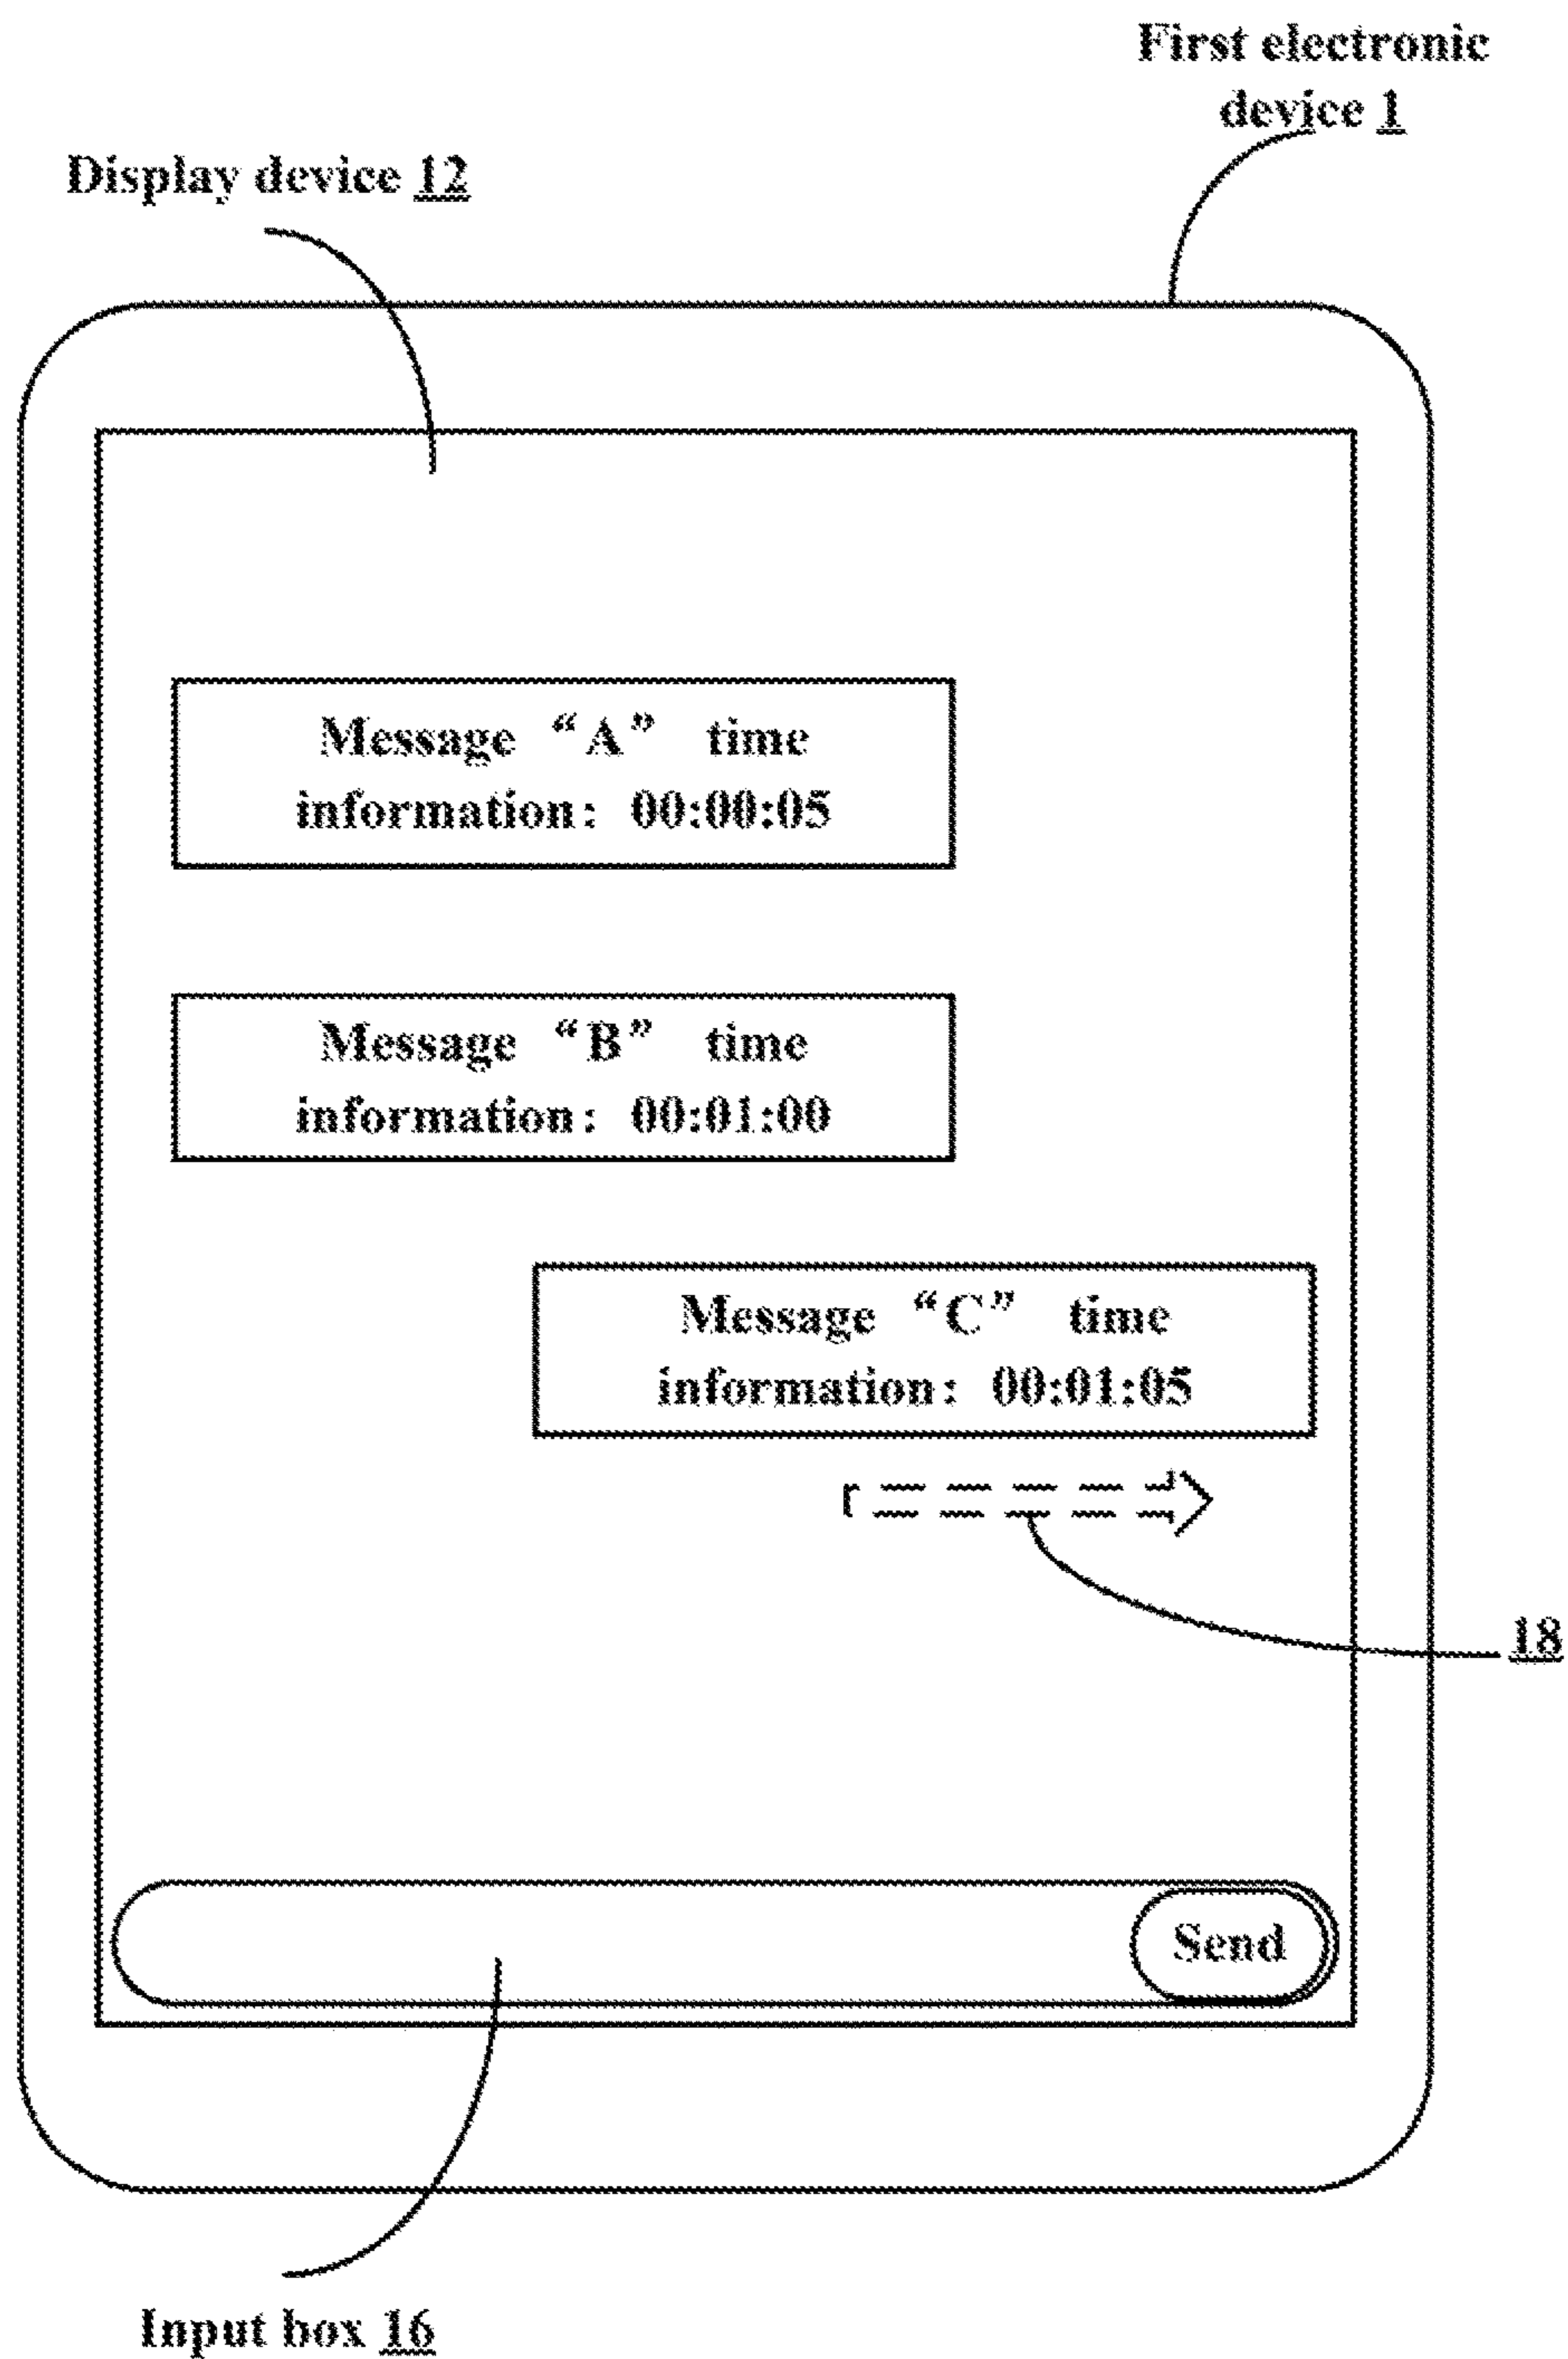 First electronic
device 1
Display device 12
Message “A” time
information: 00:00:05
Message “B” time
information: 00:01:00
Message “C” time
information: 00:01:05
18
Send
Input box 16